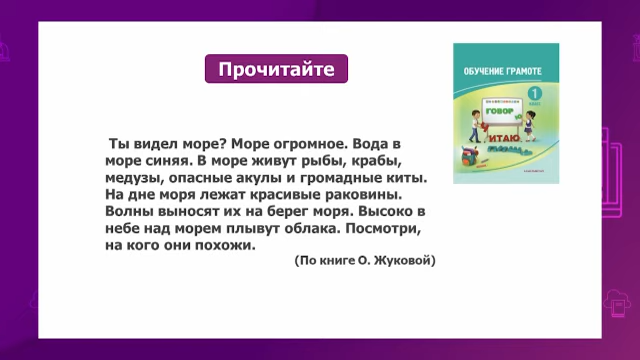 Прочитайте
ОБУЧЕНИЕ ГРАМОТЕ
1
ГОВОР Ю
ИТАЮ
Ты видел море? Море огромное. Вода в
море синяя. В море живут рыбы, крабы,
медузы, опасные акулы и громадные киты.
На дне моря лежат красивые раковины.
Волны выносят их на берег моря. Высоко в
небе над морем плывут облака. Посмотри,
на кого они похожи.
(По книге О. Жуковой)